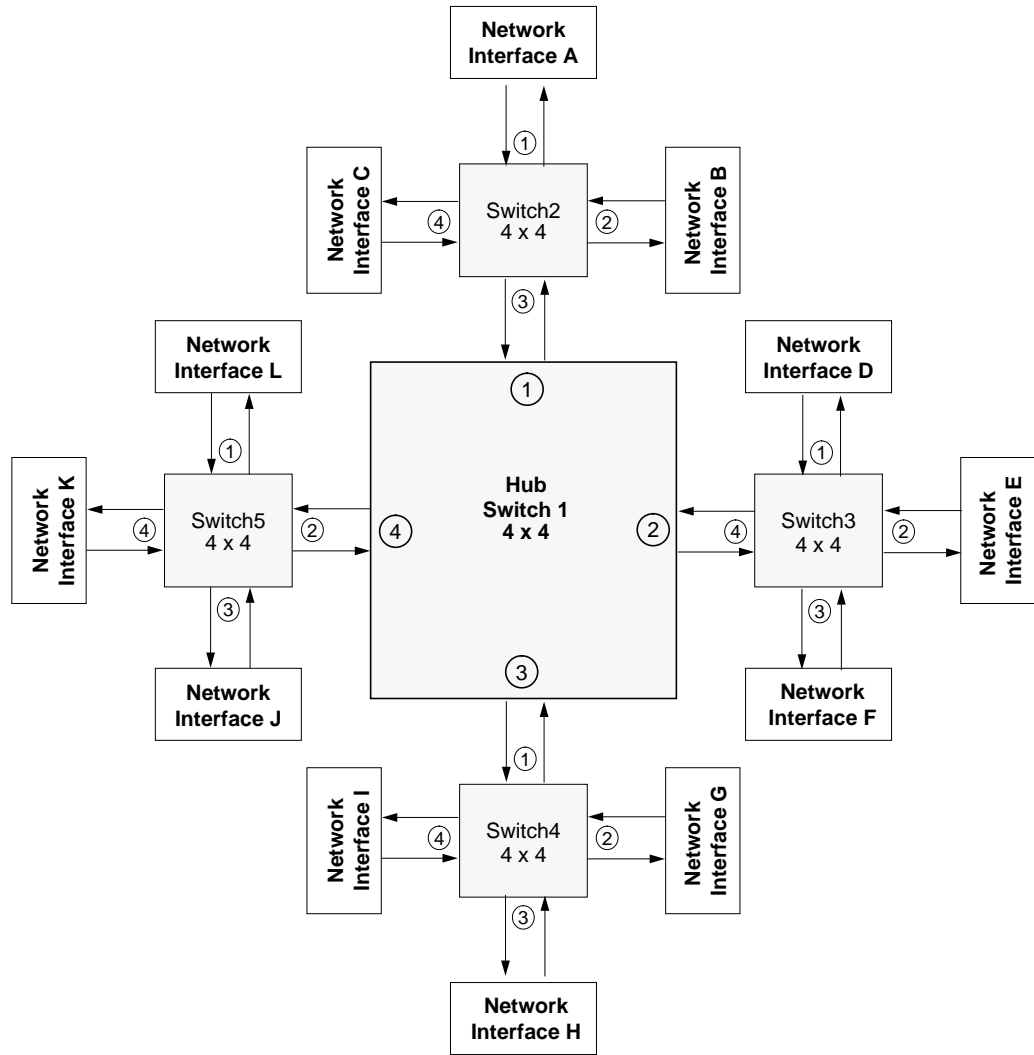 Network
Interface A
1
Network
Interface C
4
Switch2
4 x 4
2
Network
Interface B
3
Network
Interface L
1
Network
Interface K
4
Switch5
4 x 4
2
3
Network
Interface J
1
4
Hub
Switch 1
4 x 4
2
3
Network
Interface D
1
4
Switch3
4 x 4
2
Network
Interface E
3
Network
Interface F
1
Network
Interface I
4
Switch4
4 x 4
2
Network
Interface G
3
Network
Interface H